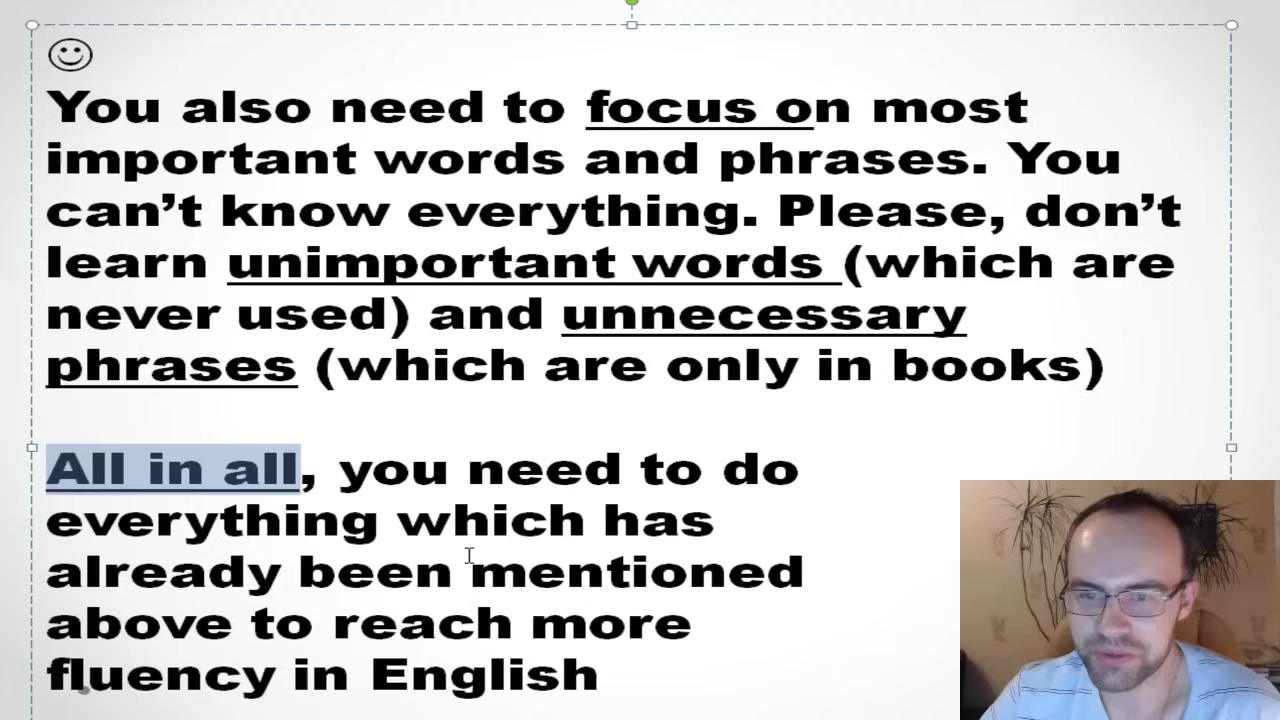 You also need to focus on most
important words and phrases. You
can’t know everything. Please, don’t
learn unimportant words (which are
never used) and unnecessary
phrases (which are only in books)
All in all, you need to do
everything which has
already been mentioned
above to reach more
fluency in English